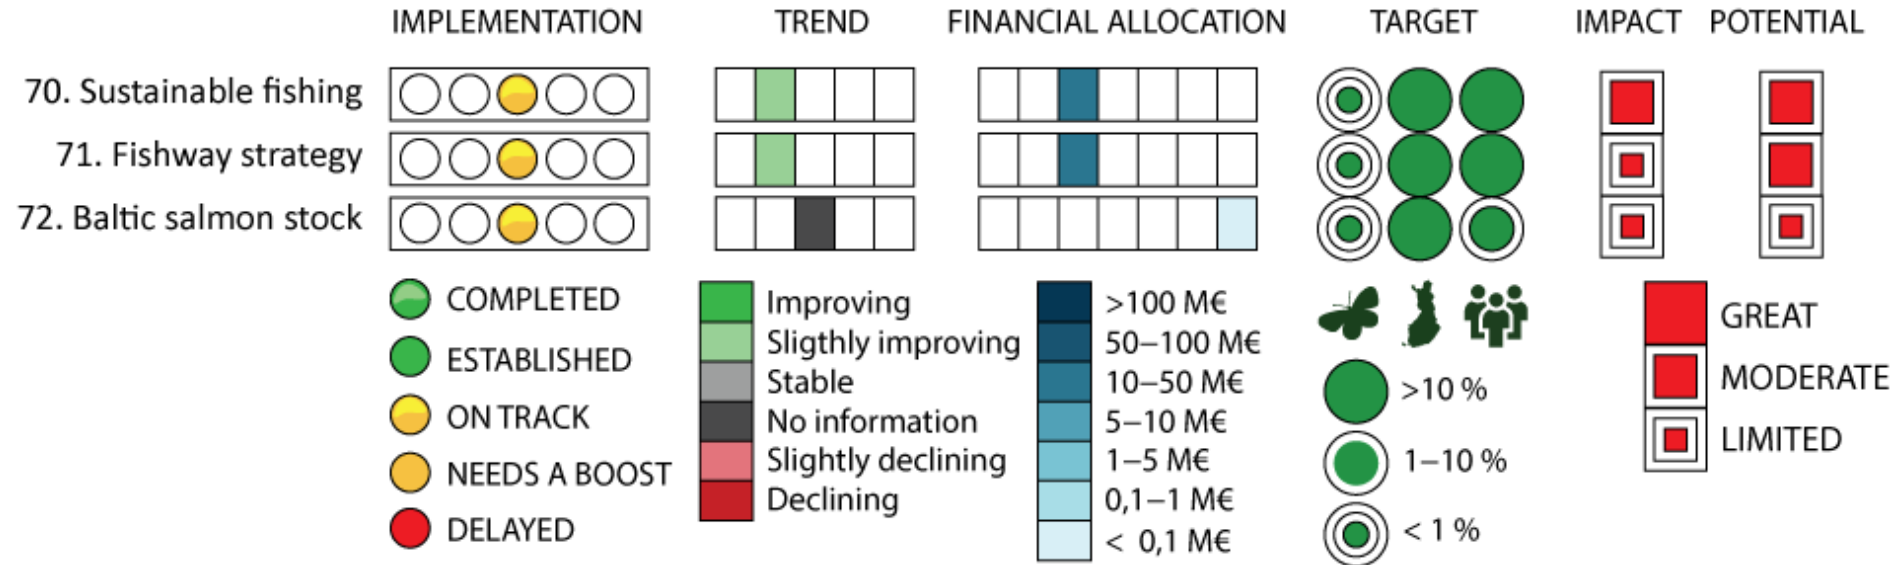 IMPLEMENTATION TREND FINANCIAL ALLOCATION TARGET IMPACT POTENTIAL
70. Sustainable fishing
71. Fishway strategy
72. Baltic salmon stock
COMPLETED
ESTABLISHED
ON TRACK
NEEDS A BOOST
DELAYED
Improving
Sligthly improving
Stable
No information
Slightly declining
Declining
>100 M€
50–100 M€
10–50 M€
5–10 M€
1–5 M€
0,1–1 M€
< 0,1 M€
>10 %
1–10 %
< 1 %
GREAT
MODERATE
LIMITED